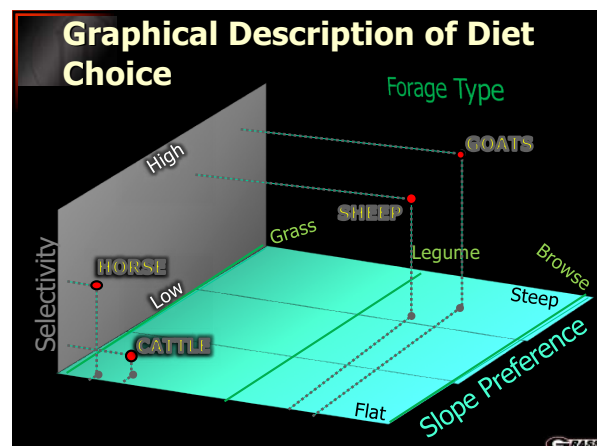 Graphical Description of Diet
Choice
Forage Type
High
GOATS
SHEEP
Grass
Legume
Browse
HORSE
Low
Steep
Selectivity
CATTLE
Slope Preference
Flat